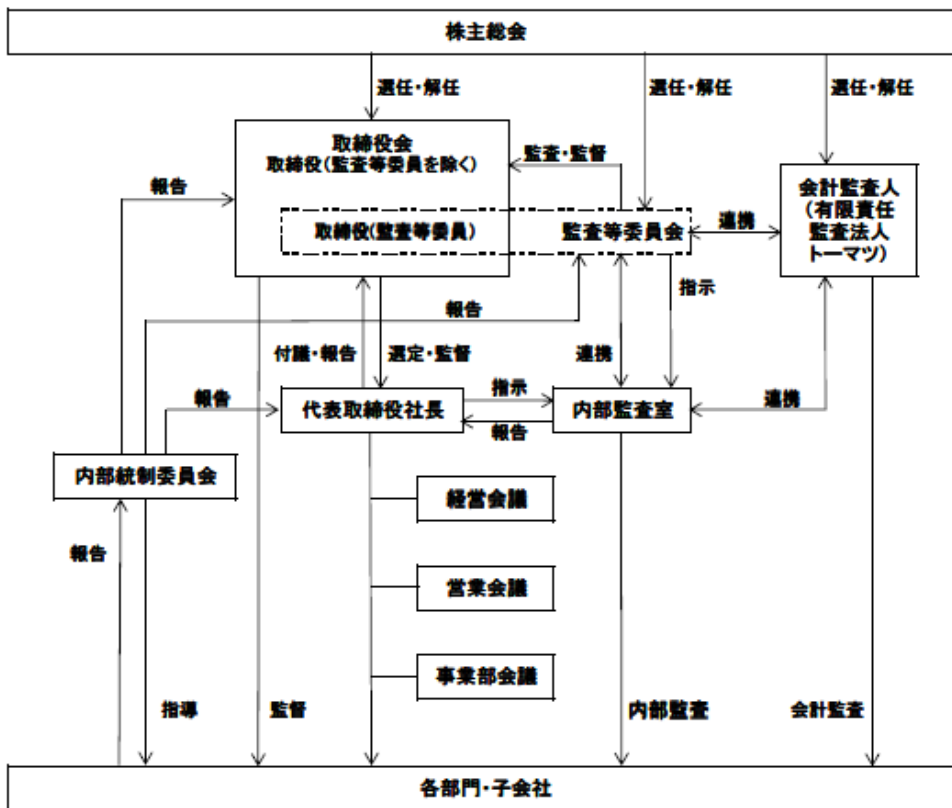 株主総会
選任・解任
選任・解任
選任・解任
取締役会
取締役(監査等委員を除く)
監査・監督
報告
会計監査人
(有限責任
監査法人
トーマツ)
取締役(監査等委員)
監査等委員会
連携
指示
報告
付議・報告
選定・監督
連携
指示
報告
代表取締役社長
内部監査室
連携
報告
内部統制委員会
経営会議
報告
営業会議
事業部会議
指導
監督
内部監査
会計監査
各部門・子会社